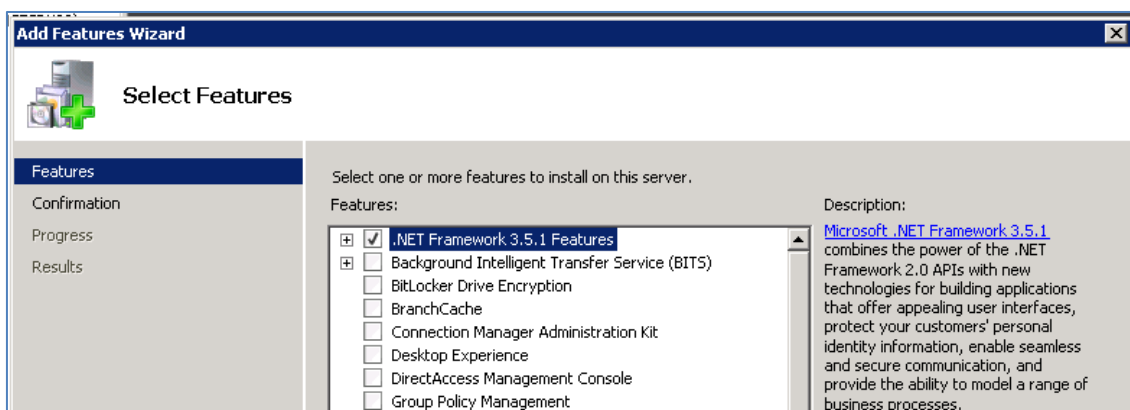 Add Features Wizard
Select Features
Features
Confirmation
Progress
Results
Select one or more features to install on this server.
Features:
.NET Framework 3.5.1 Features
Background Intelligent Transfer Service (BITS)
BitLocker Drive Encryption
BranchCache
Connection Manager Administration Kit
Desktop Experience
DirectAccess Management Console
Group Policy Management
Description:
Microsoft .NET Framework 3.5.1
combines the power of the .NET
Framework 2.0 APIs with new
technologies for building applications
that offer appealing user interfaces,
protect your customers' personal
identity information, enable seamless
and secure communication, and
provide the ability to model a range of
business processes.